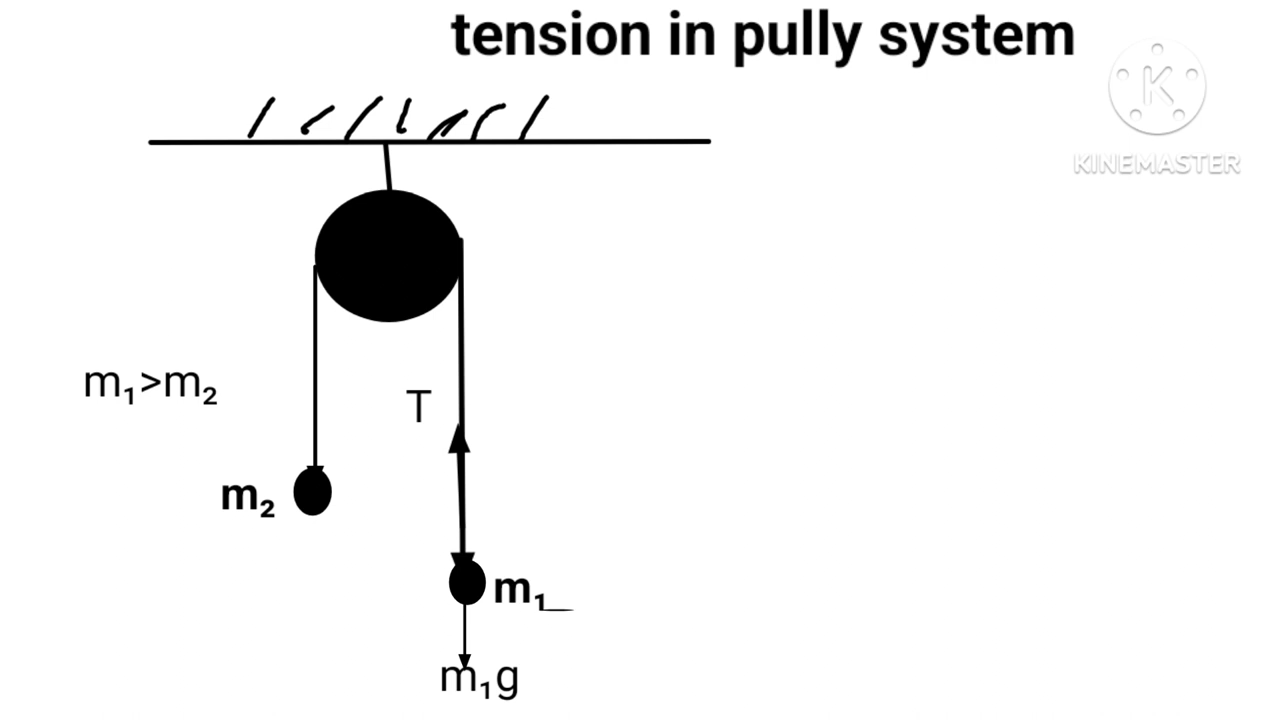 tension in pully system
K
KINEMASTER
m₁>m₂
T
m₂
m₁
m₁g